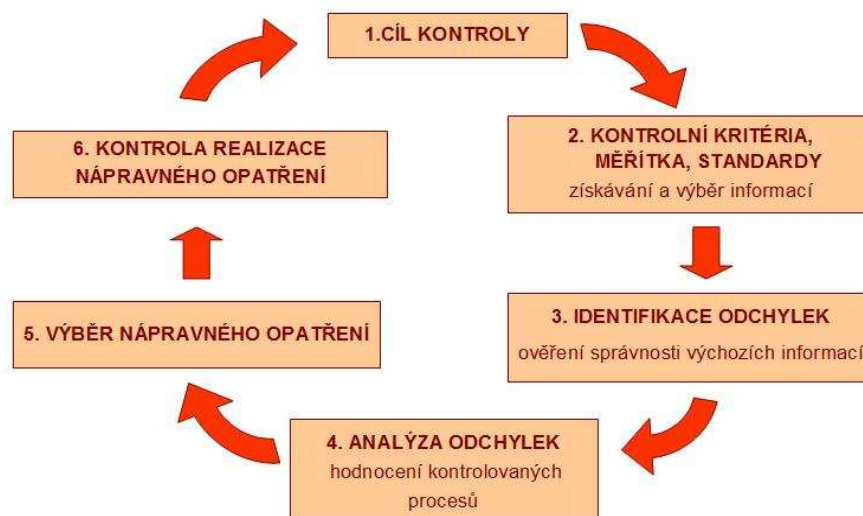 1.CÍL KONTROLY
2. KONTROLNÍ KRITÉRIA,
MĚŘÍTKA, STANDARDY
získávání a výběr informací
3. IDENTIFIKACE ODCHYLEK
ověření správnosti výchozích informací
4. ANALÝZA ODCHYLEK
hodnocení kontrolovaných
procesů
5. VÝBĚR NÁPRAVNÉHO OPATŘENÍ
6. KONTROLA REALIZACE
NÁPRAVNÉHO OPATŘENÍ